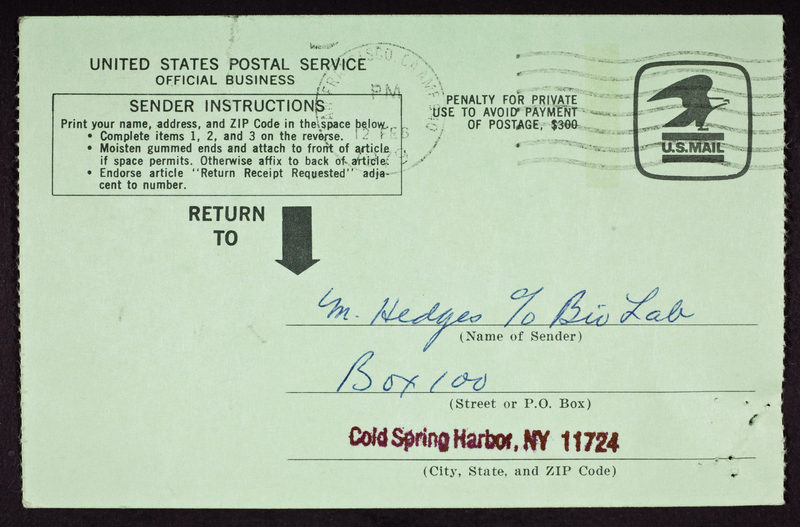 UNITED STATES POSTAL SERVICE
OFFICIAL BUSINESS
SENDER INSTRUCTIONS
Print your name, address, and ZIP Code in the space below.
• Complete items 1, 2, and 3 on the reverse.
• Moisten gummed ends and attach to front of article
if space permits. Otherwise affix to back of article.
• Endorse article "Return Receipt Requested" adja-
cent to number.
PM
12 FEB
PENALTY FOR PRIVATE
USE TO AVOID PAYMENT
OF POSTAGE, $300
U.S.MAIL
RETURN
TO
M. Hedges c/o Bio Lab
(Name of Sender)
Box 100
(Street or P.O. Box)
Cold Spring Harbor, NY 11724
(City, State, and ZIP Code)